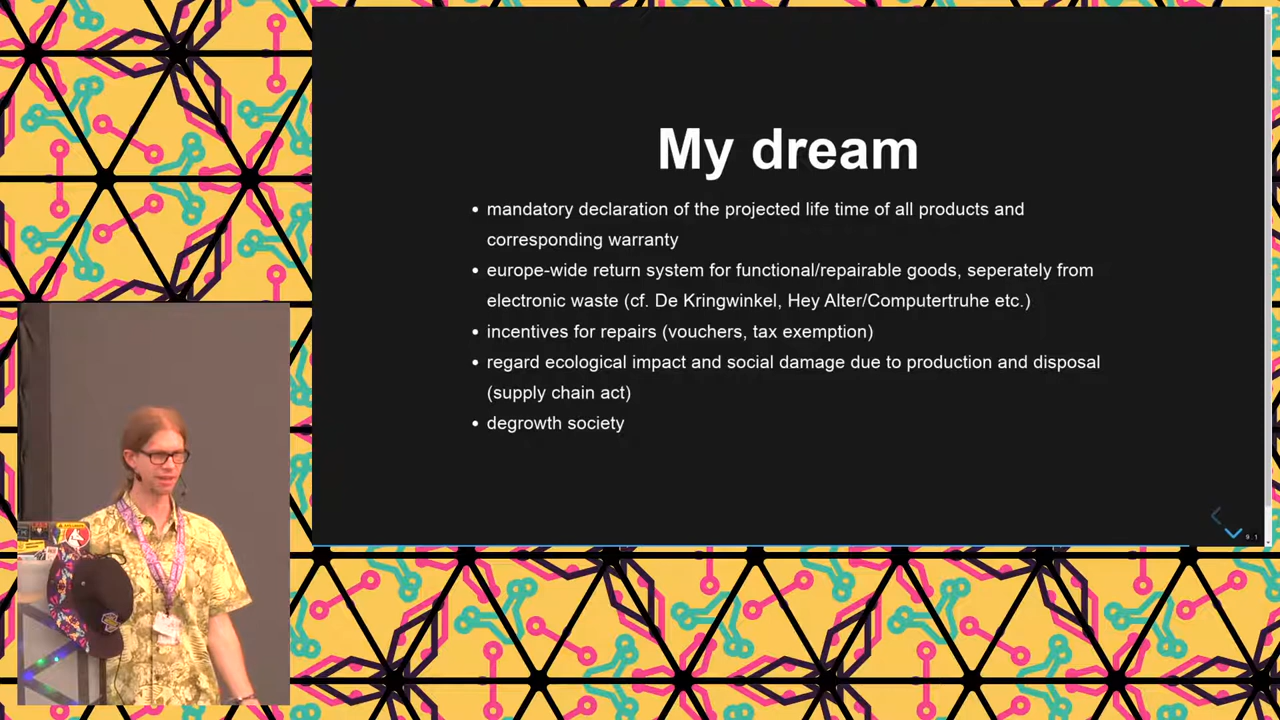 My dream
mandatory declaration of the projected life time of all products and
corresponding warranty
europe-wide return system for functional/repairable goods, seperately from
electronic waste (cf. De Kringwinkel, Hey Alter/Computertruhe etc.)
incentives for repairs (vouchers, tax exemption)
regard ecological impact and social damage due to production and disposal
(supply chain act)
degrowth society